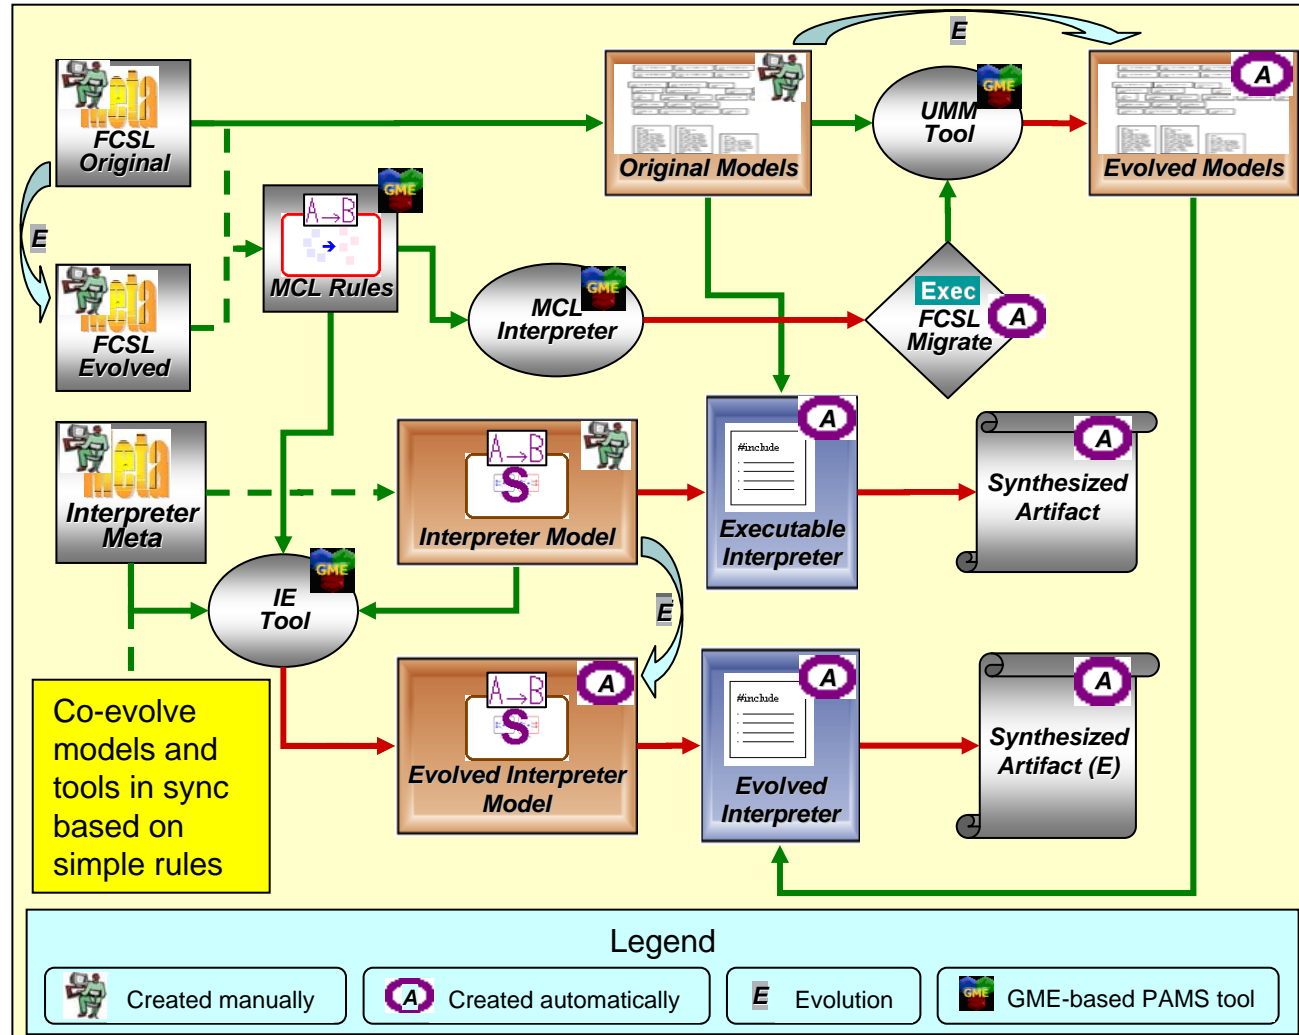 E
FCSL
Original
Original Models
GME
UMM
Tool
A
Evolved Models
E
A→B
GME
MCL Rules
FCSL
Evolved
GME
MCL
Interpreter
Exec
FCSL
Migrate
A
Interpreter
Meta
A→B
S
Interpreter Model
A
#include
Executable
Interpreter
A
Synthesized
Artifact
GME
IE
Tool
E
A→B
S
A
Evolved Interpreter
Model
A
#include
Evolved
Interpreter
A
Synthesized
Artifact (E)
Co-evolve
models and
tools in sync
based on
simple rules
Legend
Created manually
A Created automatically
E Evolution
GME GME-based PAMS tool